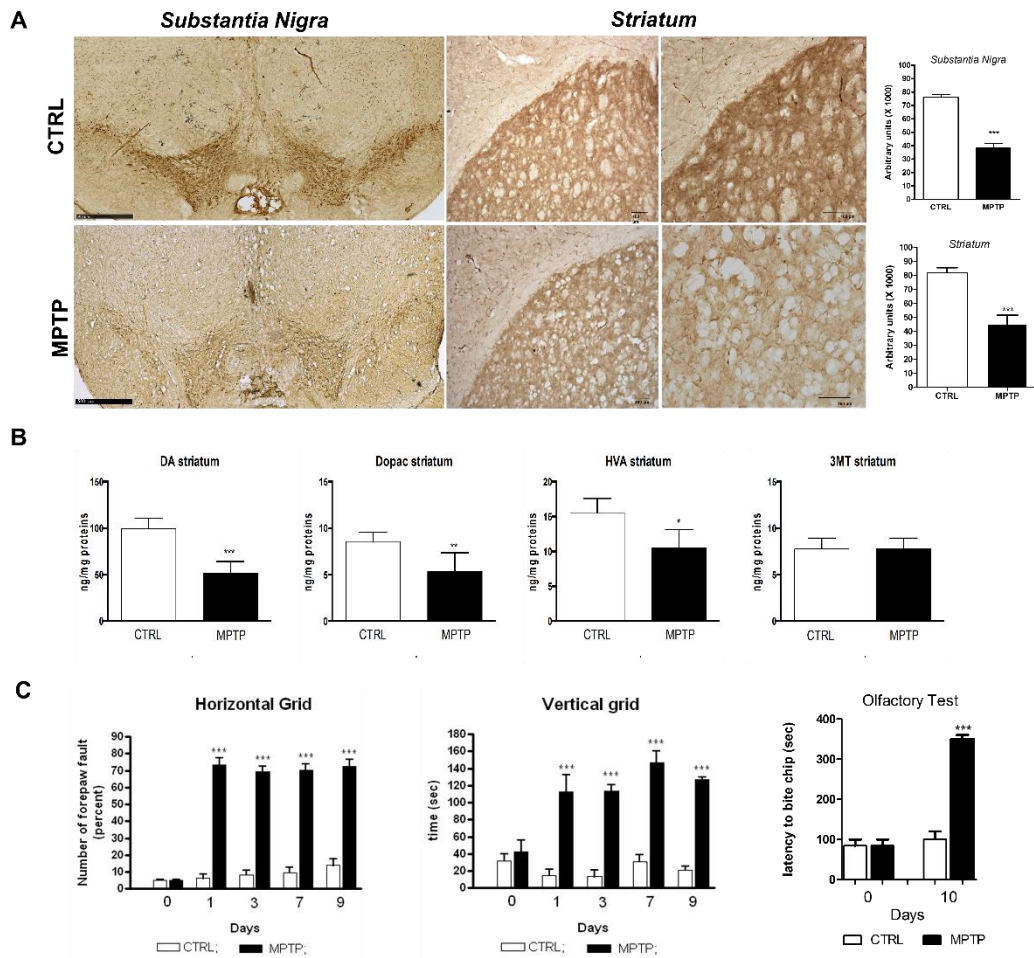 A
Substantia Nigra
Striatum
CTRL
MPTP
Substantia Nigra
Arbitrary units (X 1000)
100
90
80
70
60
50
40
30
20
10
0
***
CTRL
MPTP
Striatum
Arbitrary units (X 1000)
100
90
80
70
60
50
40
30
20
10
0
***
CTRL
MPTP
B
DA striatum
ng/mg proteins
150
100
50
0
***
CTRL
MPTP
Dopac striatum
ng/mg proteins
15
10
5
0
**
CTRL
MPTP
HVA striatum
ng/mg proteins
20
15
10
5
0
*
CTRL
MPTP
3MT striatum
ng/mg proteins
15
10
5
0
CTRL
MPTP
C
Horizontal Grid
Number of forepaw fault
(percent)
90
80
70
60
50
40
30
20
10
0
*** *** *** ***
0 1 3 7 9
Days
CTRL; MPTP;
Vertical grid
time (sec)
180
160
140
120
100
80
60
40
20
0
*** *** *** ***
0 1 3 7 9
Days
CTRL; MPTP;
Olfactory Test
latency to bite chip (sec)
400
300
200
100
0
***
0 10
Days
CTRL MPTP